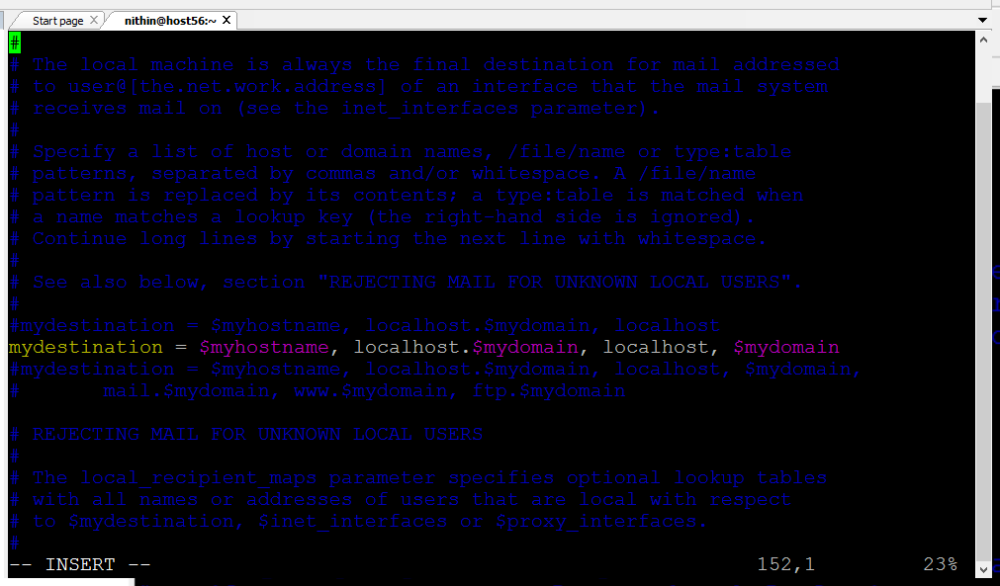 Start page
nithin@host56:~
#
# The local machine is always the final destination for mail addressed
# to user@[the.net.work.address] of an interface that the mail system
# receives mail on (see the inet_interfaces parameter).
#
# Specify a list of host or domain names, /file/name or type:table
# patterns, separated by commas and/or whitespace. A /file/name
# pattern is replaced by its contents; a type:table is matched when
# a name matches a lookup key (the right-hand side is ignored).
# Continue long lines by starting the next line with whitespace.
#
# See also below, section "REJECTING MAIL FOR UNKNOWN LOCAL USERS".
#
#mydestination = $myhostname, localhost.$mydomain, localhost
mydestination = $myhostname, localhost.$mydomain, localhost, $mydomain
#mydestination = $myhostname, localhost.$mydomain, localhost, $mydomain,
#       mail.$mydomain, www.$mydomain, ftp.$mydomain
# REJECTING MAIL FOR UNKNOWN LOCAL USERS
#
# The local_recipient_maps parameter specifies optional lookup tables
# with all names or addresses of users that are local with respect
# to $mydestination, $inet_interfaces or $proxy_interfaces.
#
-- INSERT -- 152,1 23%